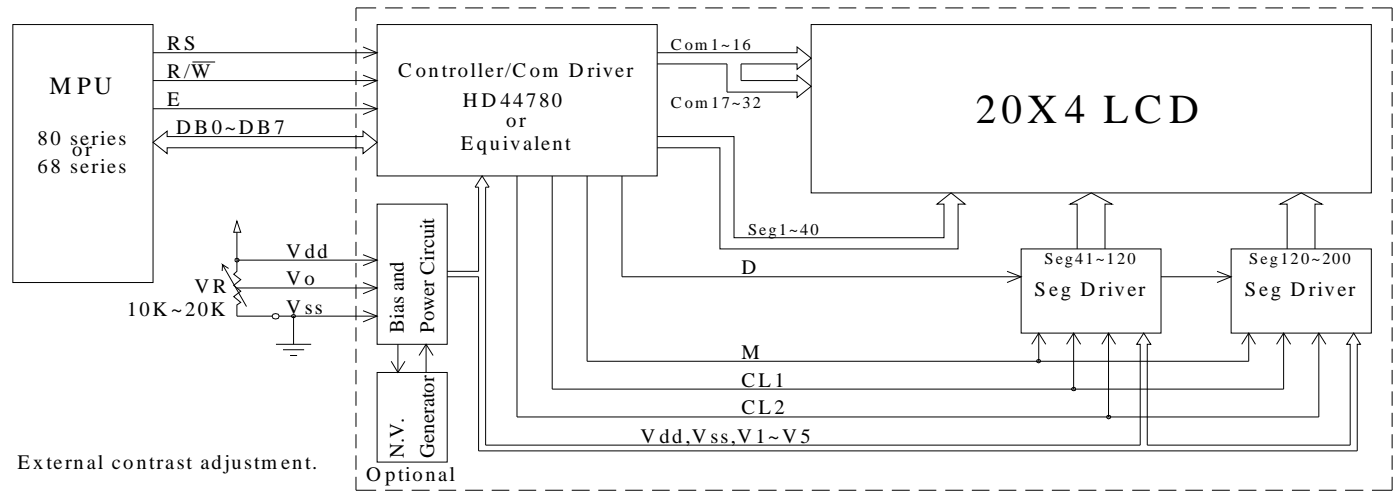 MPU
80 series
or
68 series
RS
R/W̅
E
DB0~DB7
Controller/Com Driver
HD44780
or
Equivalent
Com1~16
Com17~32
20X4 LCD
Seg1~40
Vdd
Vo
Vss
VR
10K~20K
Bias and
Power Circuit
N.V.
Generator
Optional
D
Seg41~120
Seg Driver
Seg120~200
Seg Driver
M
CL1
CL2
Vdd,Vss,V1~V5
External contrast adjustment.